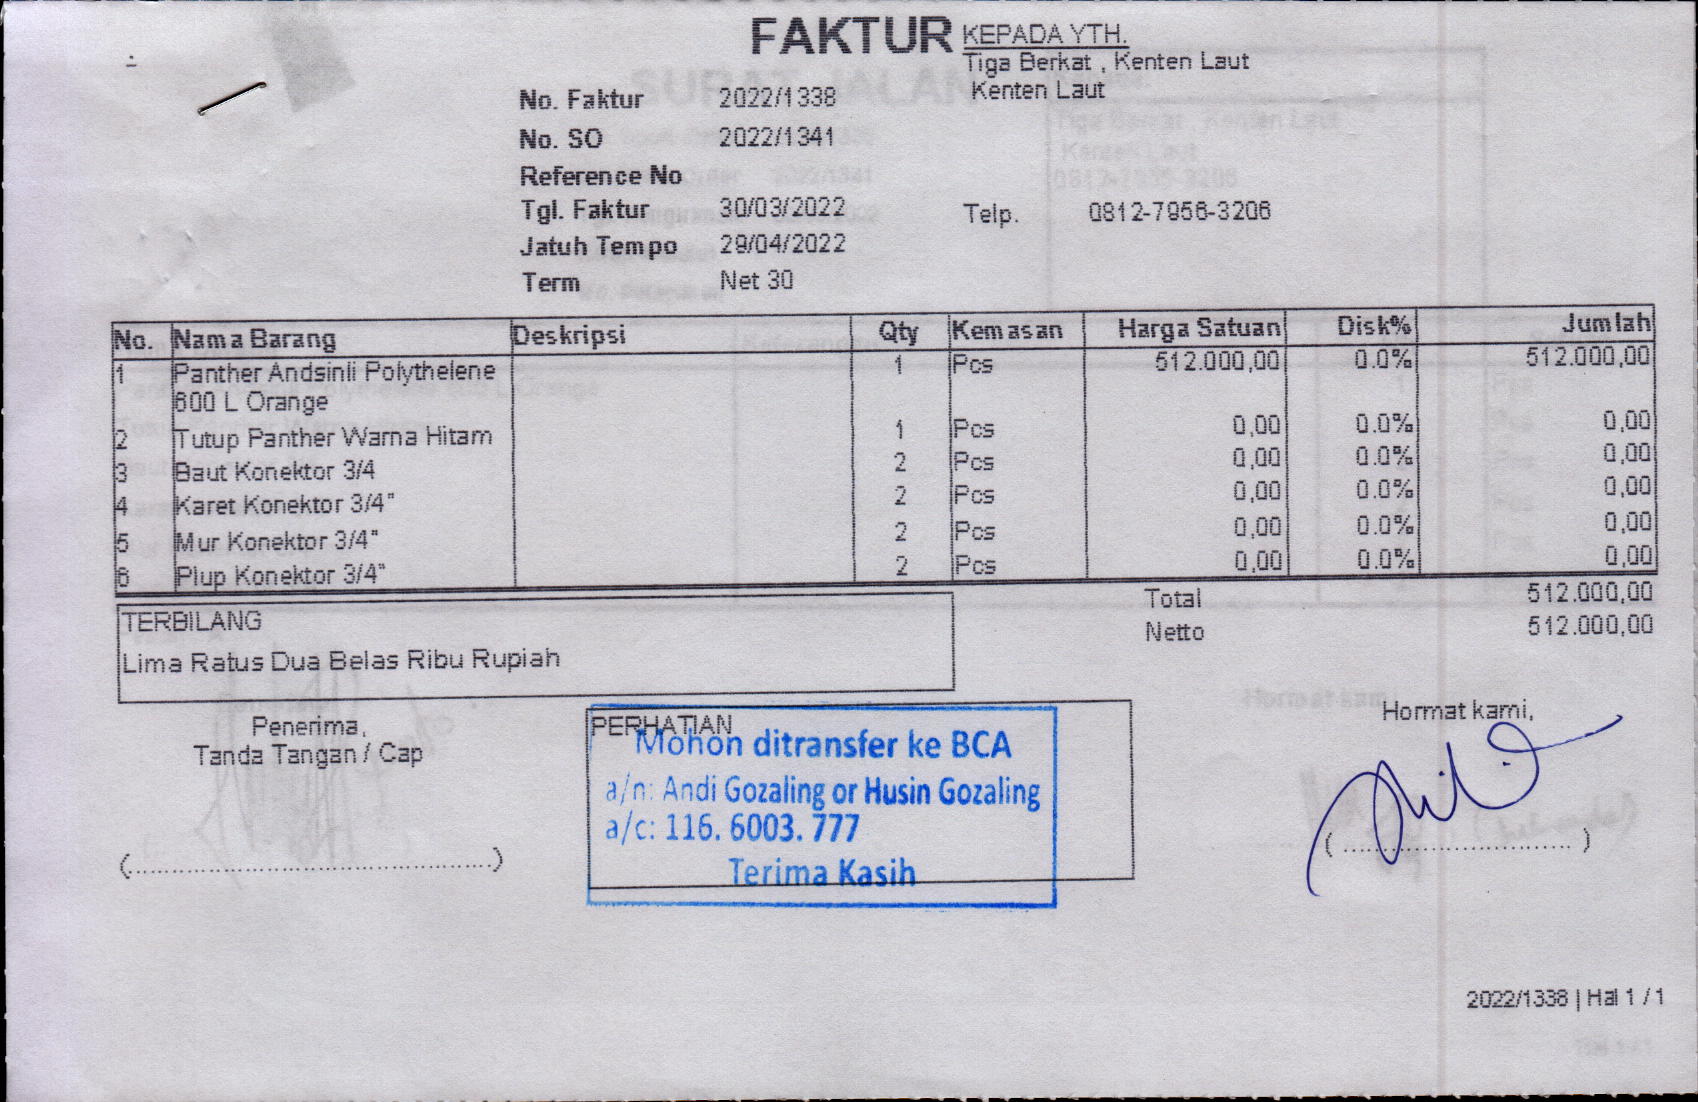 FAKTUR
KEPADA YTH.
Tiga Berkat , Kenten Laut
Kenten Laut
No. Faktur 2022/1338
No. SO 2022/1341
Reference No
Tgl. Faktur 30/03/2022
Telp. 0812-7956-3206
Jatuh Tempo 29/04/2022
Term Net 30
No. Nama Barang Deskripsi Qty Kemasan Harga Satuan Disk% Jumlah
1 Panther Andsinli Polythelene 1 Pcs 512.000,00 0.0% 512.000,00
600 L Orange
2 Tutup Panther Warna Hitam 1 Pcs 0,00 0.0% 0,00
3 Baut Konektor 3/4 2 Pcs 0,00 0.0% 0,00
4 Karet Konektor 3/4" 2 Pcs 0,00 0.0% 0,00
5 Mur Konektor 3/4" 2 Pcs 0,00 0.0% 0,00
6 Plup Konektor 3/4" 2 Pcs 0,00 0.0% 0,00
Total 512.000,00
Netto 512.000,00
TERBILANG
Lima Ratus Dua Belas Ribu Rupiah
Penerima,
Tanda Tangan / Cap
(..........................................)
PERHATIAN
Mohon ditransfer ke BCA
a/n: Andi Gozaling or Husin Gozaling
a/c: 116. 6003. 777
Terima Kasih
Hormat kami,
( .............................. )
2022/1338 | Hal 1 / 1